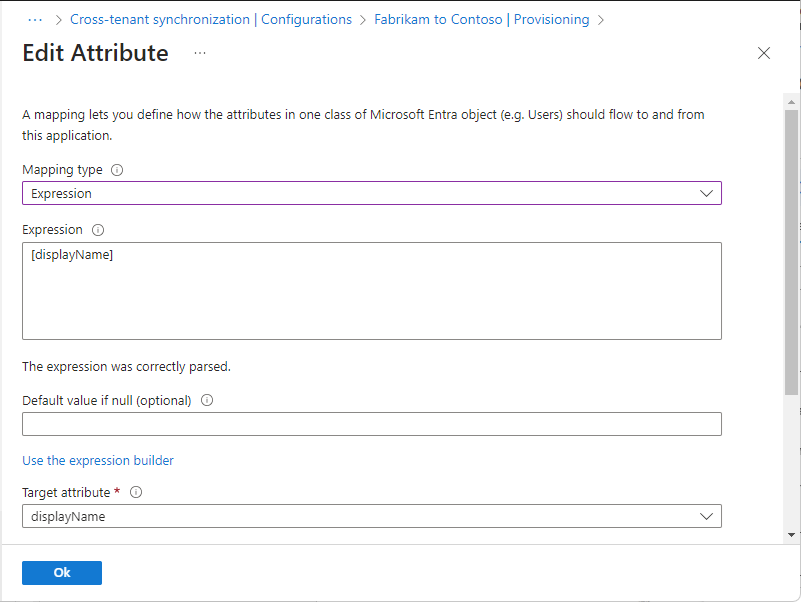 ... > Cross-tenant synchronization | Configurations > Fabrikam to Contoso | Provisioning >
Edit Attribute ...
A mapping lets you define how the attributes in one class of Microsoft Entra object (e.g. Users) should flow to and from
this application.
Mapping type
Expression
Expression
[displayName]
The expression was correctly parsed.
Default value if null (optional)
Use the expression builder
Target attribute *
displayName
Ok